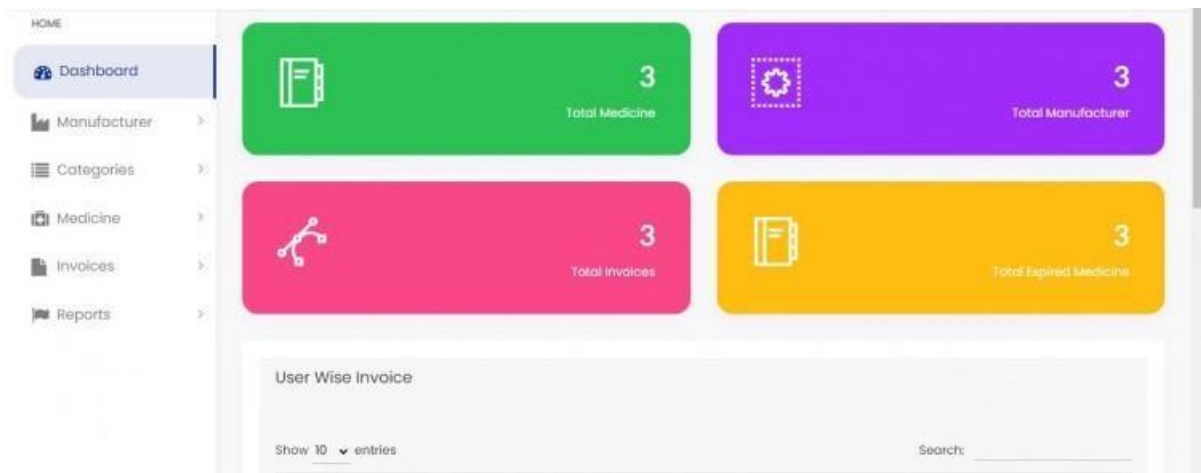 HOME
Dashboard
Manufacturer
Categories
Medicine
Invoices
Reports
3
Total Medicine
3
Total Manufacturer
3
Total Invoices
3
Total Expired Medicine
User Wise Invoice
Show 10 entries
Search: